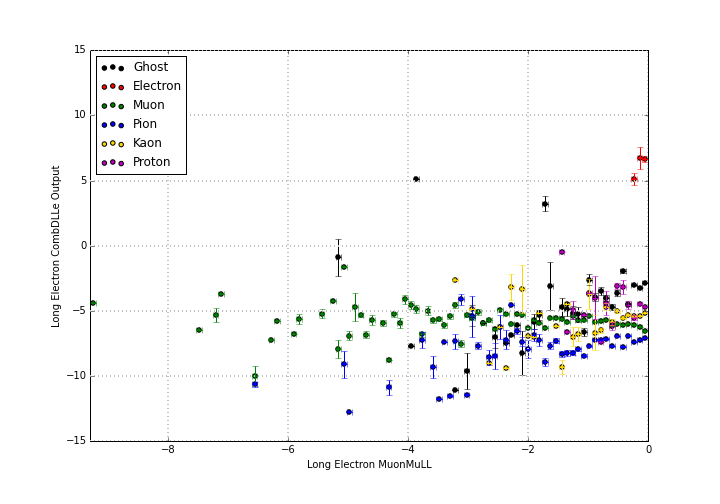 15
10
5
0
−5
−10
−15
Long Electron CombDLLe Output
Ghost
Electron
Muon
Pion
Kaon
Proton
−8
−6
−4
−2
0
Long Electron MuonMuLL